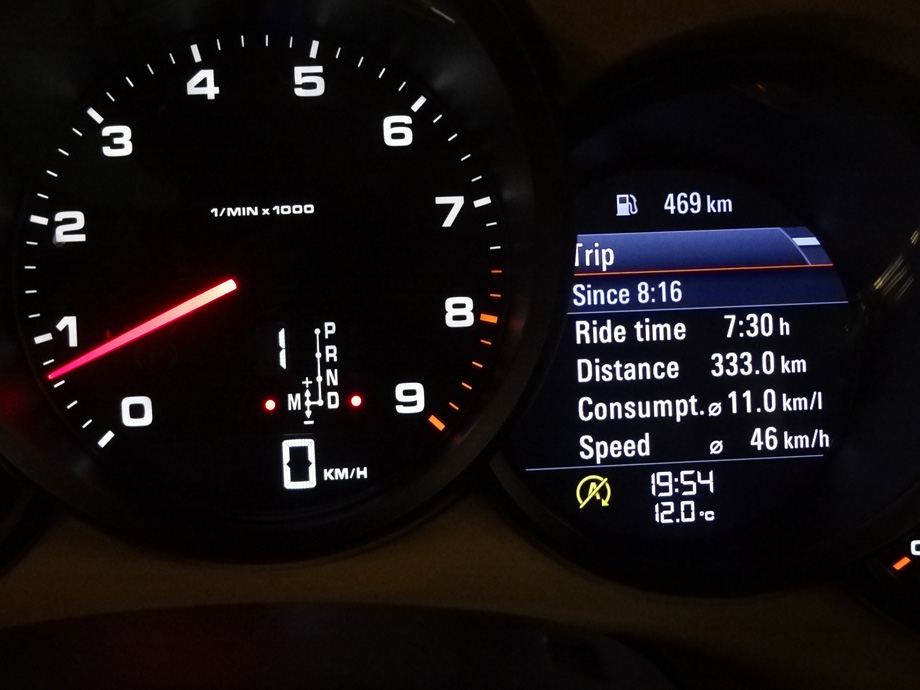 4 5
3 6
2 7
1/MIN x 1000
1 8
0 9
1
P
R
N
M D
+
-
0 KM/H
469 km
Trip
Since 8:16
Ride time 7:30 h
Distance 333.0 km
Consumpt. ⌀ 11.0 km/l
Speed ⌀ 46 km/h
A
19:54
12.0 °C